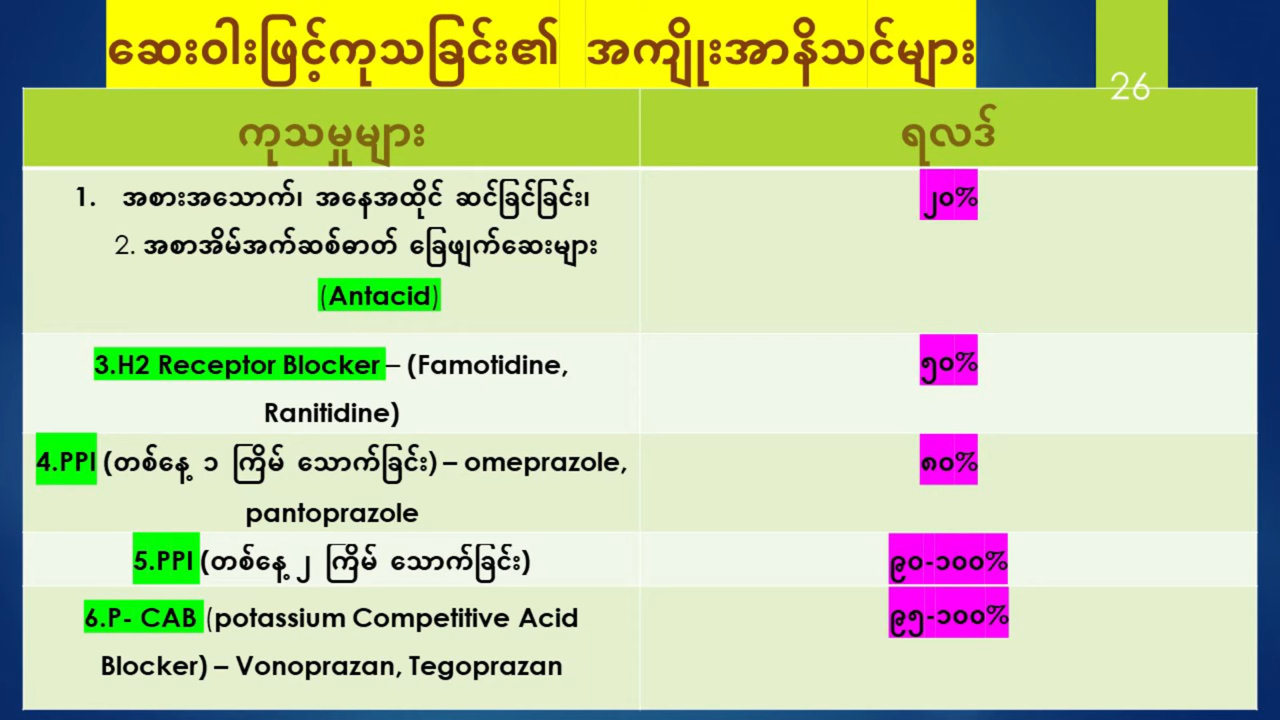 ဆေးဝါးဖြင့်ကုသခြင်း၏ အကျိုးအာနိသင်များ
26
ကုသမှုများ
ရလဒ်
1. အစားအသောက်၊ အနေအထိုင် ဆင်ခြင်ခြင်း၊
၂၀%
2. အစာအိမ်အက်ဆစ်ဓာတ် ခြေဖျက်ဆေးများ
(Antacid)
3.H2 Receptor Blocker – (Famotidine,
၅၀%
Ranitidine)
4.PPI (တစ်နေ့ ၁ ကြိမ် သောက်ခြင်း) – omeprazole,
၈၀%
pantoprazole
5.PPI (တစ်နေ့ ၂ ကြိမ် သောက်ခြင်း)
၉၀-၁၀၀%
6.P- CAB (potassium Competitive Acid
၉၅-၁၀၀%
Blocker) – Vonoprazan, Tegoprazan